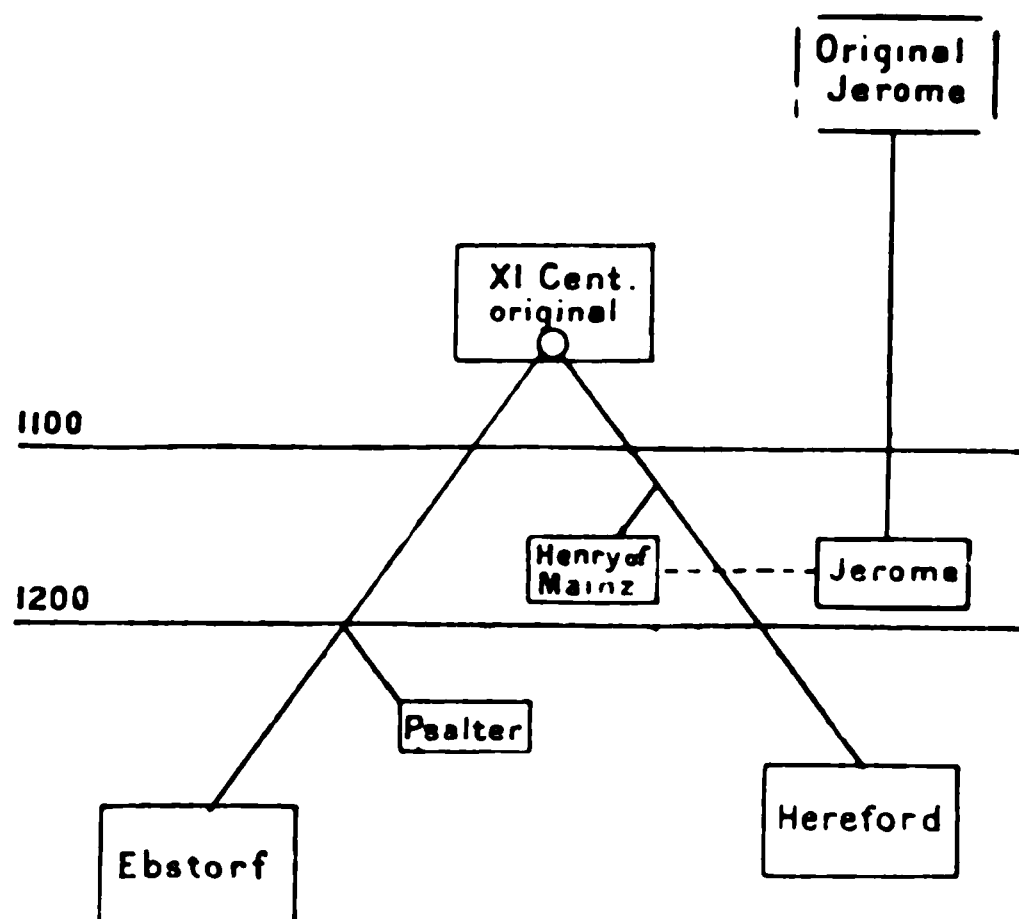 Original
Jerome
XI Cent.
original
1100
Henry of
Mainz
Jerome
1200
Psalter
Hereford
Ebstorf